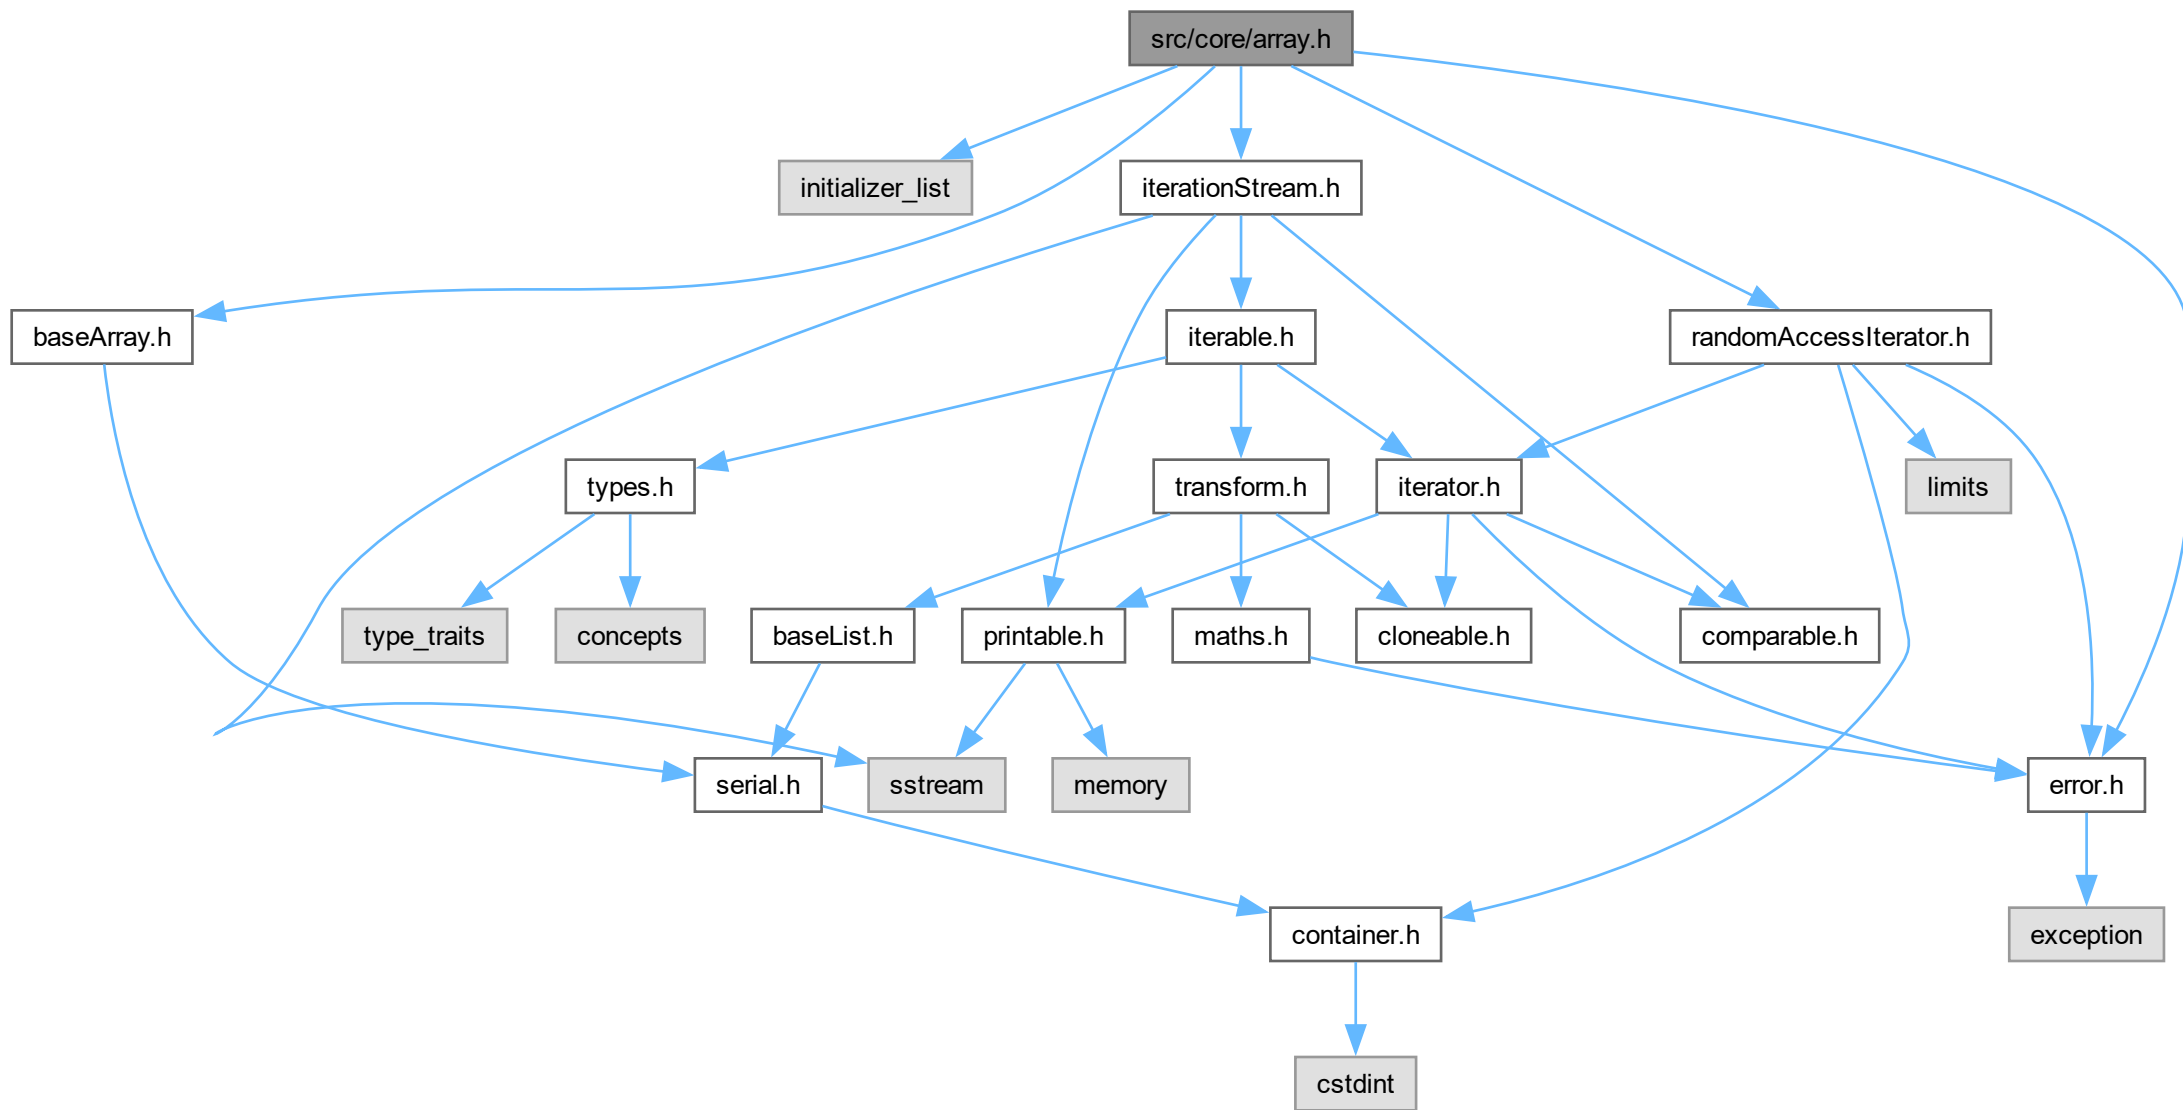 src/core/array.h
initializer_list
iterationStream.h
baseArray.h
iterable.h
randomAccessIterator.h
types.h
transform.h
iterator.h
limits
type_traits
concepts
baseList.h
printable.h
maths.h
cloneable.h
comparable.h
serial.h
sstream
memory
error.h
container.h
exception
cstdint